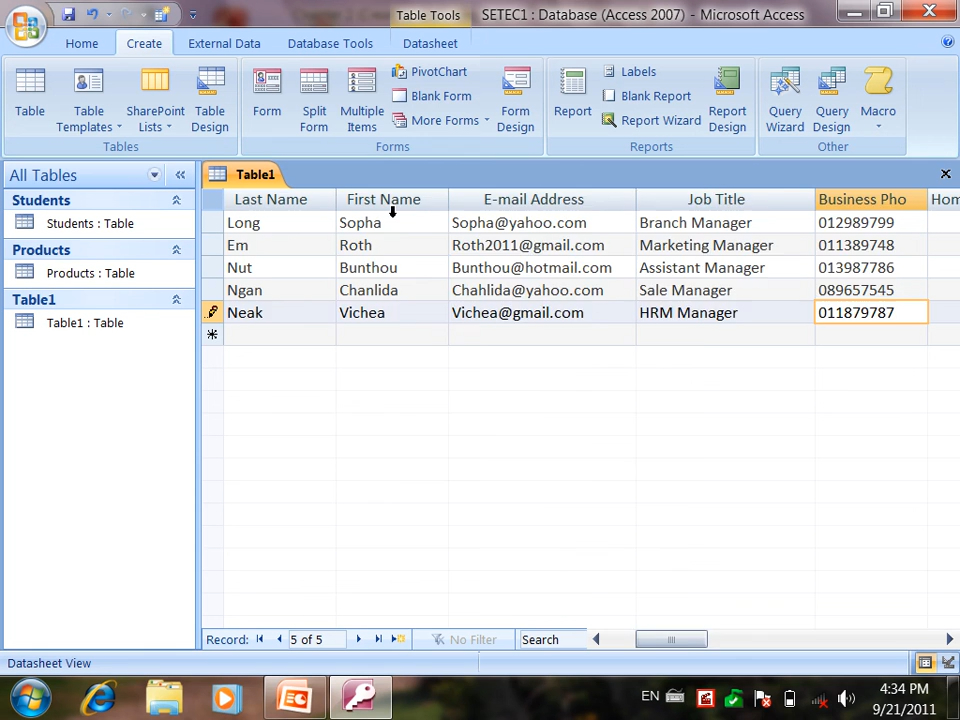 Table Tools
SETEC1 : Database (Access 2007) - Microsoft Access
Home
Create
External Data
Database Tools
Datasheet
Table
Table Templates
SharePoint Lists
Table Design
Tables
Form
Split Form
Multiple Items
PivotChart
Blank Form
More Forms
Form Design
Forms
Report
Labels
Blank Report
Report Wizard
Report Design
Reports
Query Wizard
Query Design
Macro
Other
All Tables
Students
Students : Table
Products
Products : Table
Table1
Table1 : Table
Table1
Last Name First Name E-mail Address Job Title Business Pho Hom
Long Sopha Sopha@yahoo.com Branch Manager 012989799
Em Roth Roth2011@gmail.com Marketing Manager 011389748
Nut Bunthou Bunthou@hotmail.com Assistant Manager 013987786
Ngan Chanlida Chahlida@yahoo.com Sale Manager 089657545
Neak Vichea Vichea@gmail.com HRM Manager 011879787
Record: 5 of 5 No Filter Search
Datasheet View
EN
4:34 PM
9/21/2011